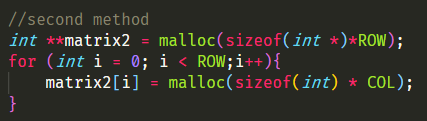 //second method
int **matrix2 = malloc(sizeof(int *)*ROW);
for (int i = 0; i < ROW;i++){
    matrix2[i] = malloc(sizeof(int) * COL);
}